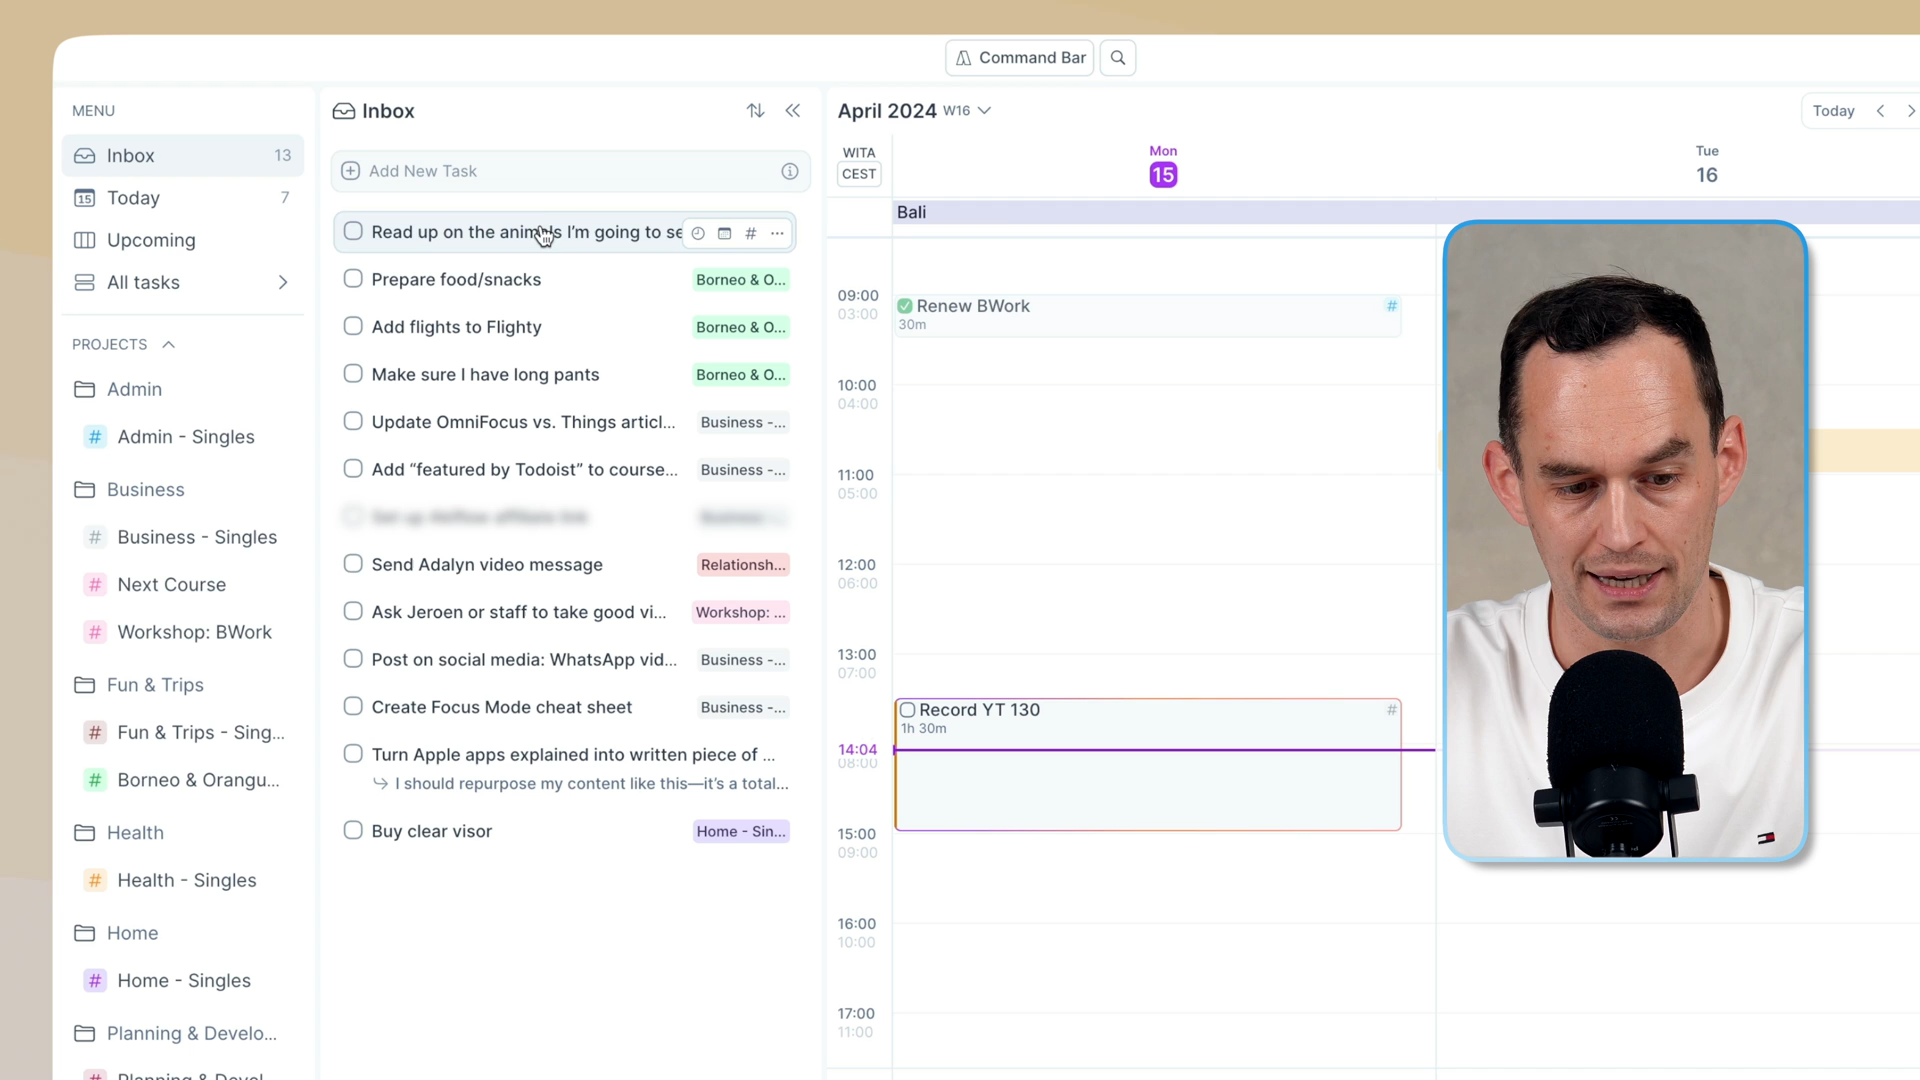 Command Bar
MENU
Inbox 13
15 Today 7
Upcoming
All tasks
PROJECTS
Admin
# Admin - Singles
Business
# Business - Singles
# Next Course
# Workshop: BWork
Fun & Trips
# Fun & Trips - Sing...
# Borneo & Orangu...
Health
# Health - Singles
Home
# Home - Singles
Planning & Develo...
Inbox
Add New Task
Read up on the animals I’m going to se #
Prepare food/snacks Borneo & O...
Add flights to Flighty Borneo & O...
Make sure I have long pants Borneo & O...
Update OmniFocus vs. Things articl... Business -...
Add “featured by Todoist” to course... Business -...
Send Adalyn video message Relationsh...
Ask Jeroen or staff to take good vi... Workshop: ...
Post on social media: WhatsApp vid... Business -...
Create Focus Mode cheat sheet Business -...
Turn Apple apps explained into written piece of ...
I should repurpose my content like this—it’s a total...
Buy clear visor Home - Sin...
April 2024 W16
Today
WITA
CEST
Mon
15
Tue
16
Bali
09:00
03:00
Renew BWork #
30m
10:00
04:00
11:00
05:00
12:00
06:00
13:00
07:00
Record YT 130 #
1h 30m
14:04
08:00
15:00
09:00
16:00
10:00
17:00
11:00